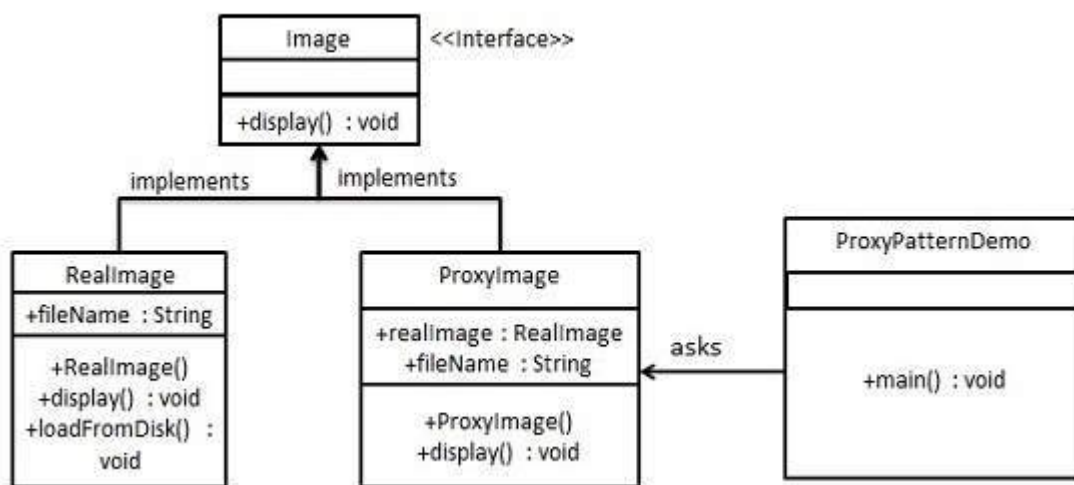 Image
<<Interface>>
+display() : void
implements
implements
RealImage
+fileName : String
+RealImage()
+display() : void
+loadFromDisk() :
void
ProxyImage
+realImage : RealImage
+fileName : String
+ProxyImage()
+display() : void
asks
ProxyPatternDemo
+main() : void